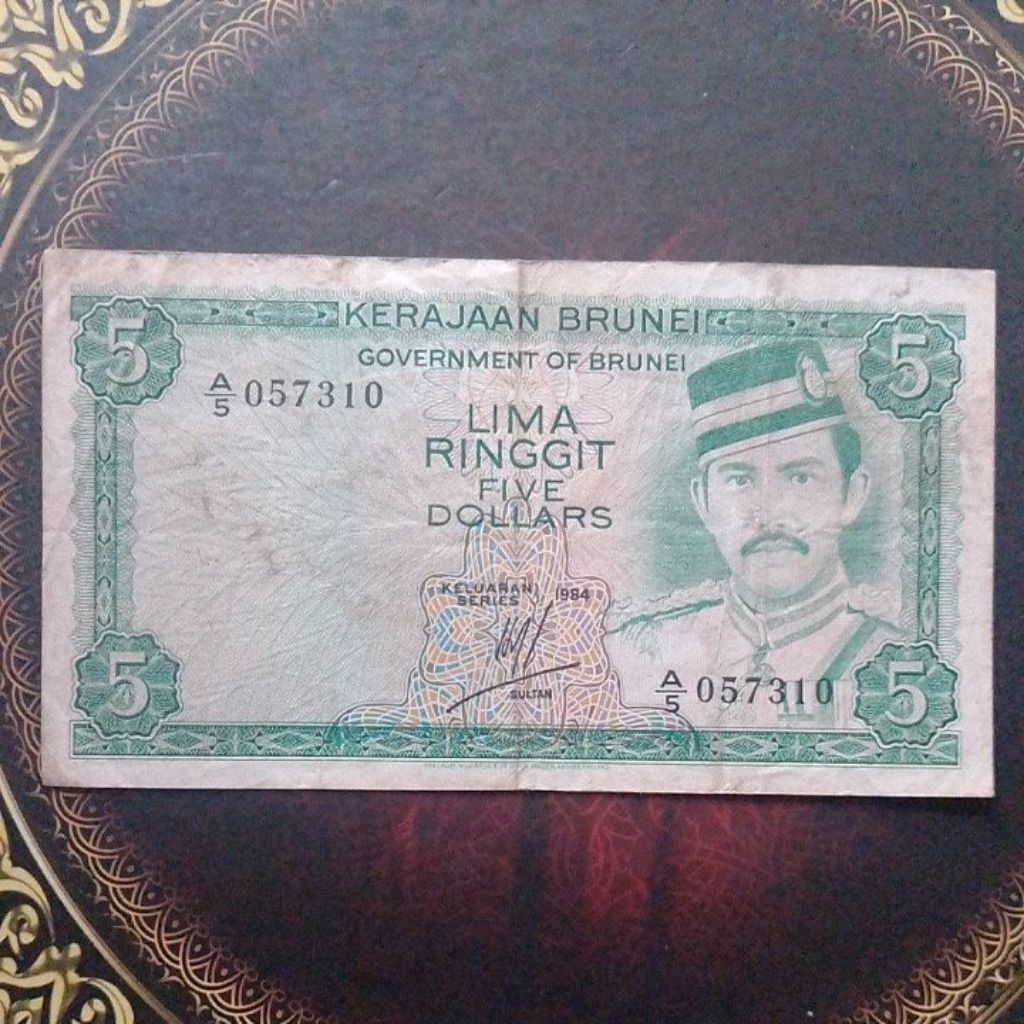 5 KERAJAAN BRUNEI 5
GOVERNMENT OF BRUNEI
A/5 057310
LIMA
RINGGIT
FIVE
DOLLARS
KELUARAN
SERIES } 1984
SULTAN
A/5 057310
5 5